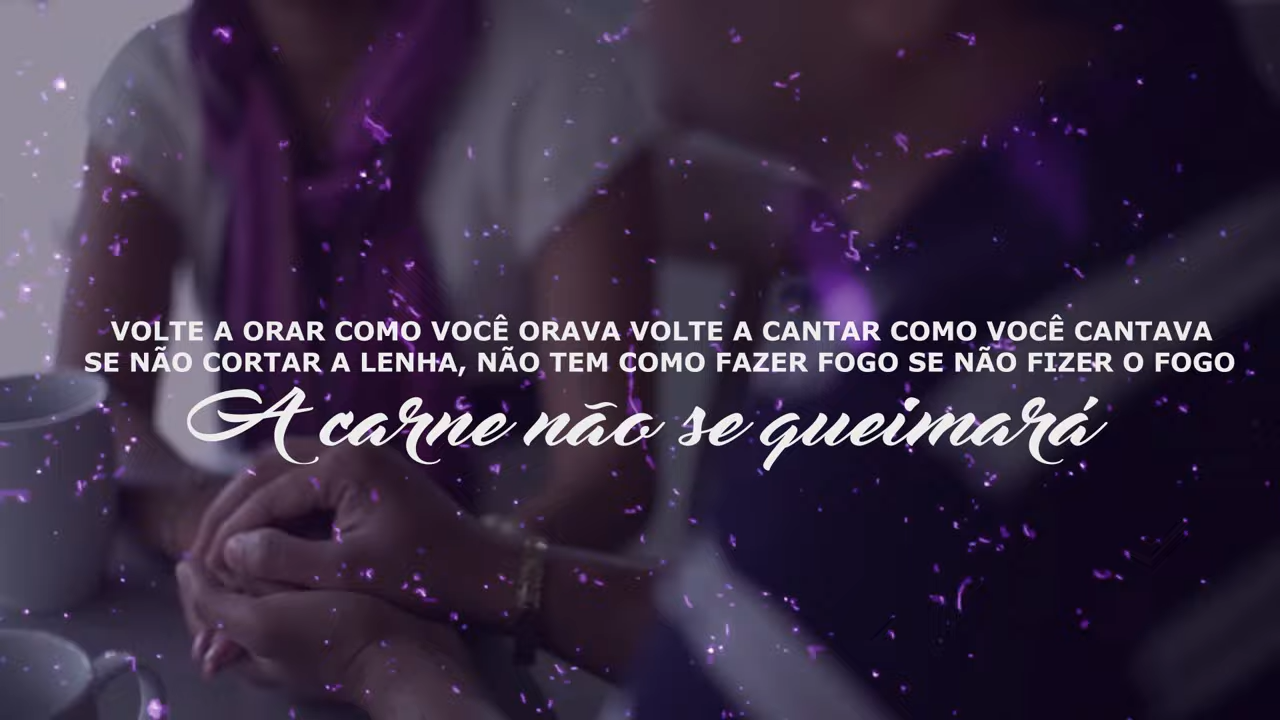 VOLTE A ORAR COMO VOCÊ ORAVA VOLTE A CANTAR COMO VOCÊ CANTAVA
SE NÃO CORTAR A LENHA, NÃO TEM COMO FAZER FOGO SE NÃO FIZER O FOGO
A carne não se queimará